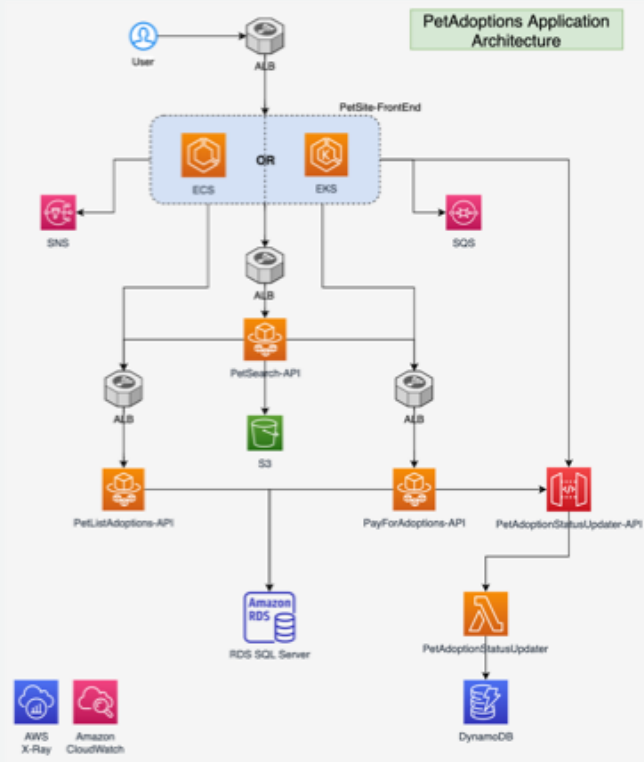 PetAdoptions Application
Architecture
User
ALB
PetSite-FrontEnd
ECS
OR
EKS
SNS
SQS
ALB
PetSearch-API
ALB
ALB
S3
PetListAdoptions-API
PayForAdoptions-API
PetAdoptionStatusUpdater-API
Amazon
RDS
RDS SQL Server
PetAdoptionStatusUpdater
AWS
X-Ray
Amazon
CloudWatch
DynamoDB